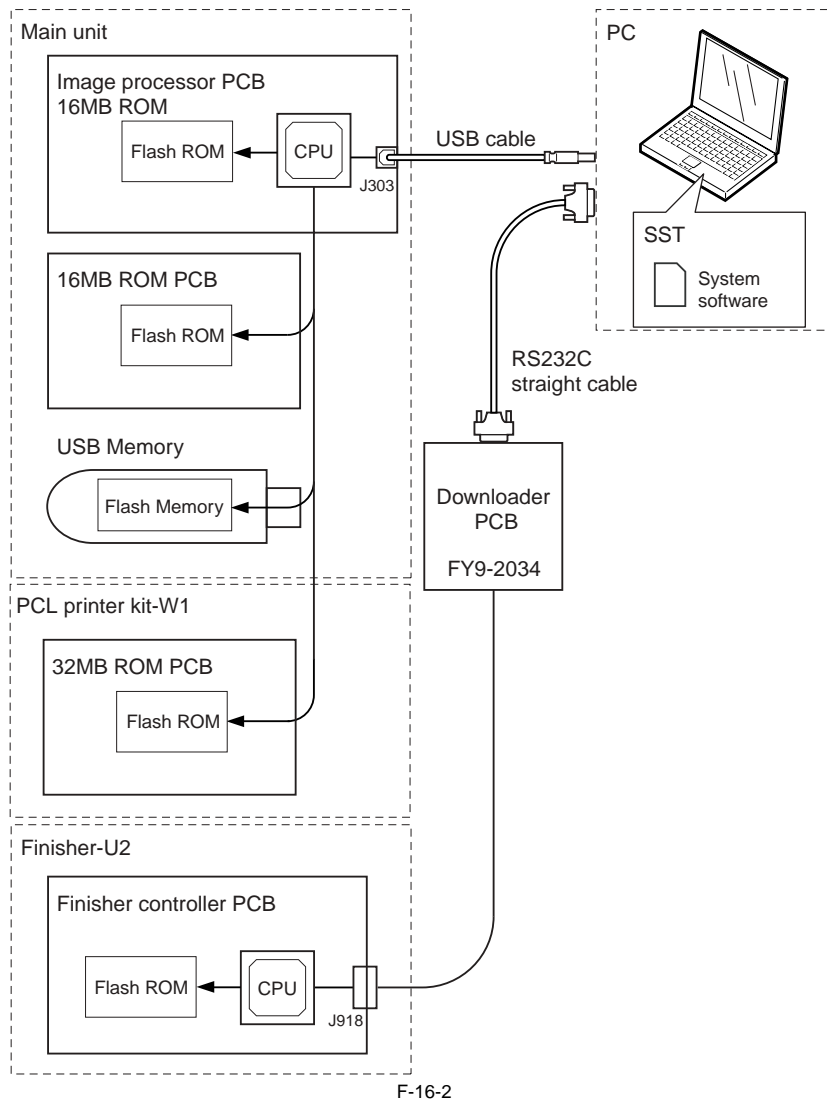 Main unit
Image processor PCB
16MB ROM
Flash ROM
CPU
J303
USB cable
PC
SST
System
software
16MB ROM PCB
Flash ROM
RS232C
straight cable
USB Memory
Flash Memory
Downloader
PCB
FY9-2034
PCL printer kit-W1
32MB ROM PCB
Flash ROM
Finisher-U2
Finisher controller PCB
Flash ROM
CPU
J918
F-16-2